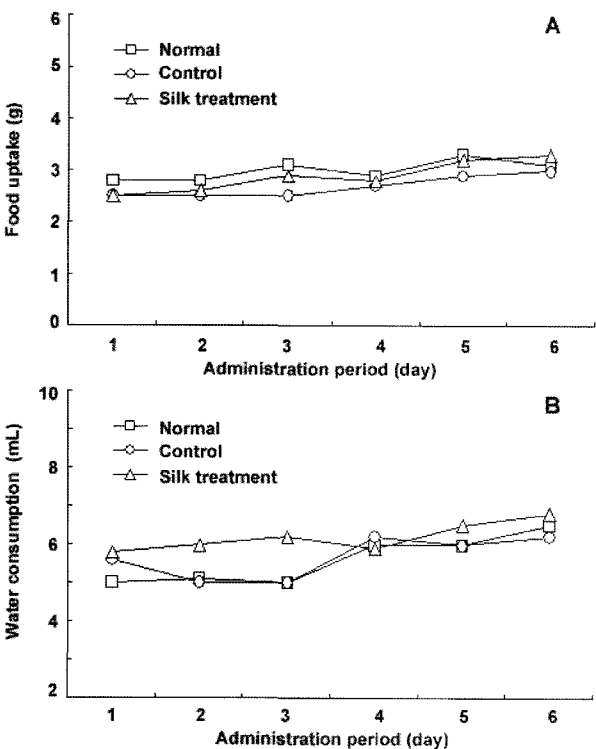 A
Normal
Control
Silk treatment
Food uptake (g)
6
5
4
3
2
1
0
1 2 3 4 5 6
Administration period (day)
B
Normal
Control
Silk treatment
Water consumption (mL)
10
8
6
4
2
1 2 3 4 5 6
Administration period (day)